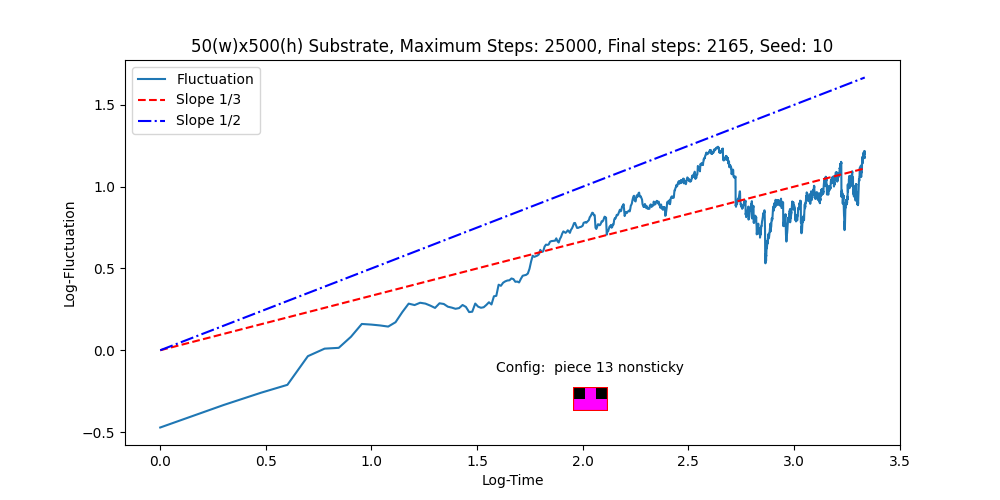 50(w)x500(h) Substrate, Maximum Steps: 25000, Final steps: 2165, Seed: 10
Fluctuation
Slope 1/3
Slope 1/2
Log-Fluctuation
1.5
1.0
0.5
0.0
−0.5
Config:  piece 13 nonsticky
0.0 0.5 1.0 1.5 2.0 2.5 3.0 3.5
Log-Time